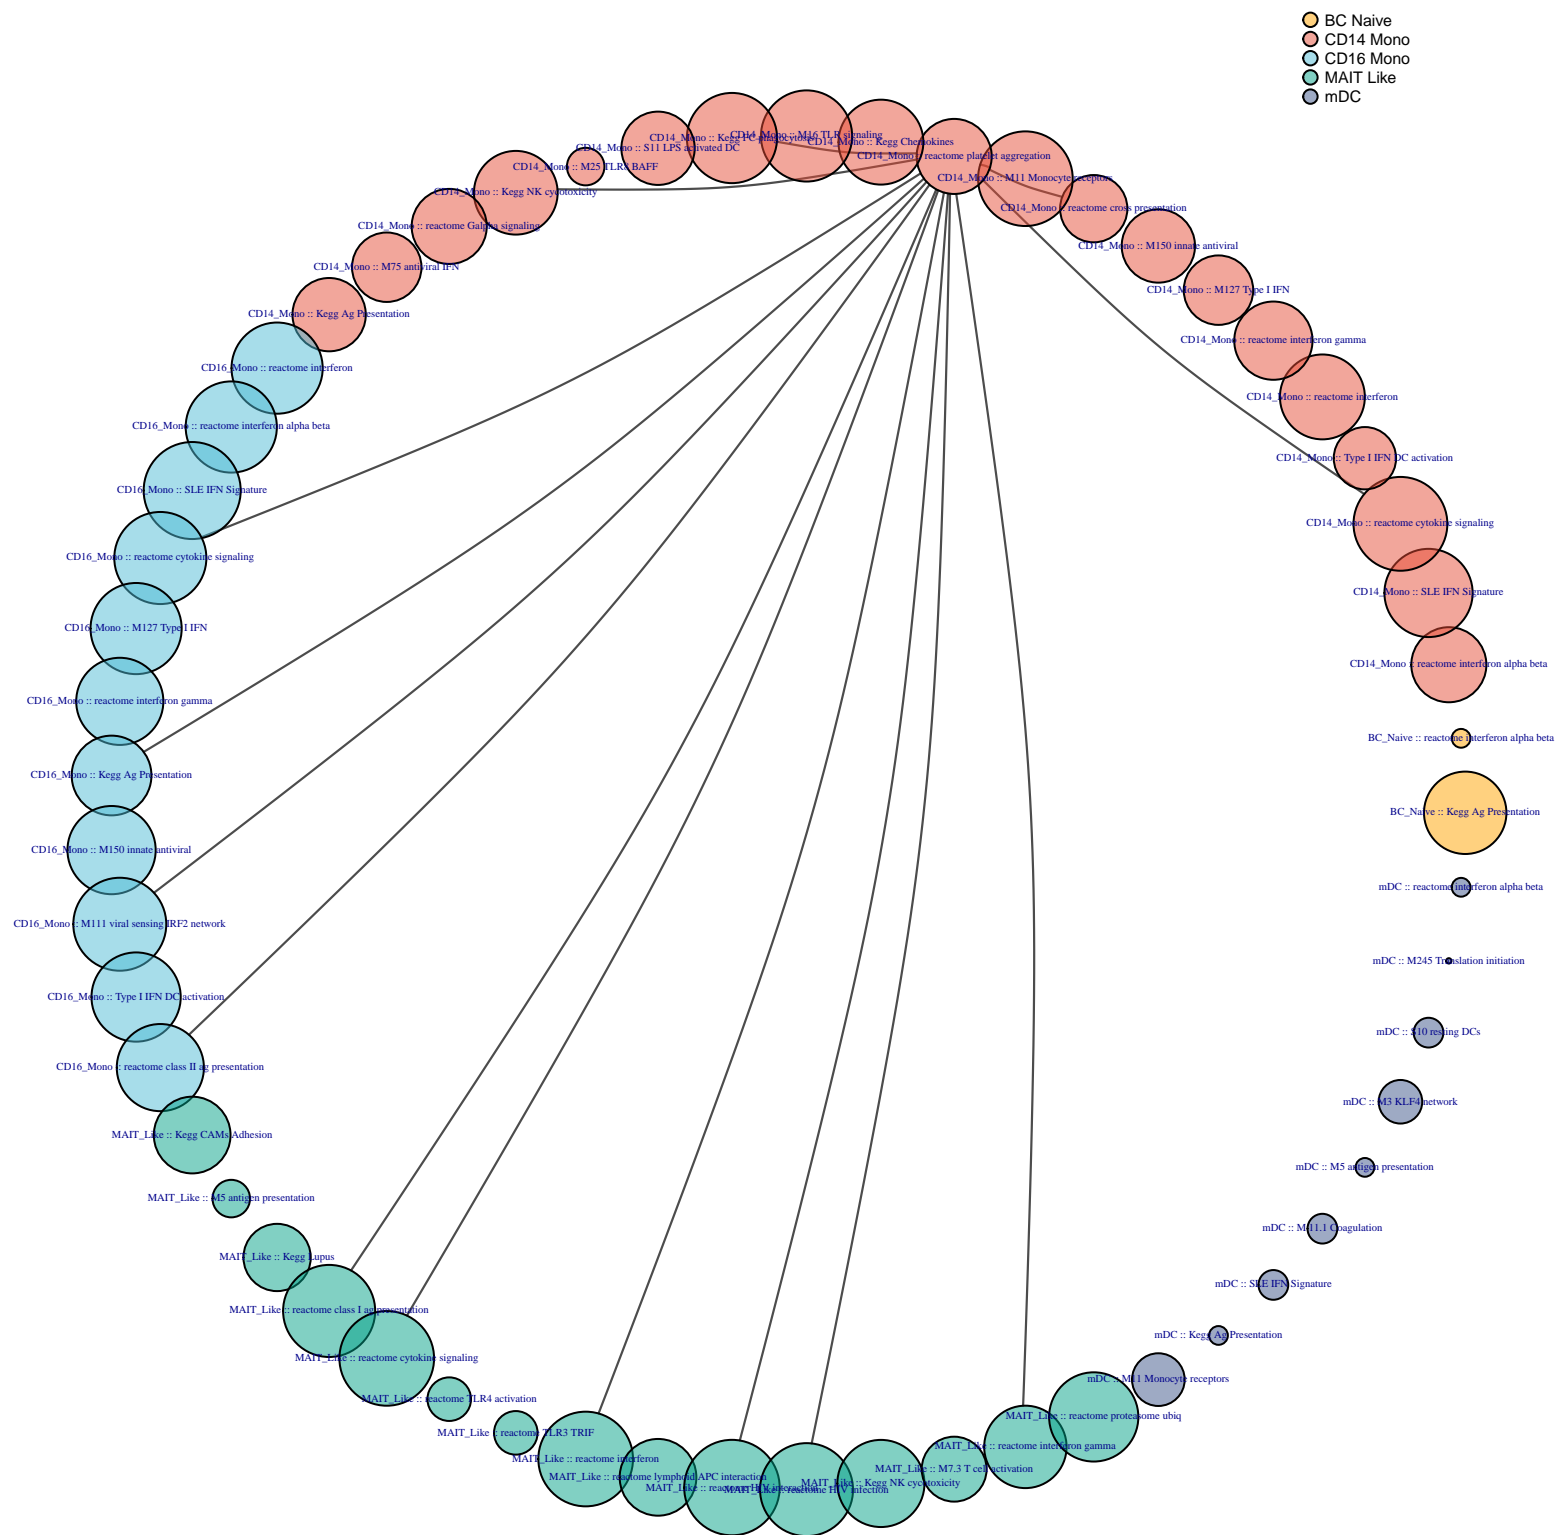 BC Naive
CD14 Mono
CD16 Mono
MAIT Like
mDC
CD14_Mono :: M16 TLR signaling
CD14_Mono :: Kegg FC phagocytosis
CD14_Mono :: Kegg Chemokines
CD14_Mono :: S11 LPS activated DC
CD14_Mono :: reactome platelet aggregation
CD14_Mono :: M25 TLR8 BAFF
CD14_Mono :: M11 Monocyte receptors
CD14_Mono :: Kegg NK cycotoxicity
CD14_Mono :: reactome cross presentation
CD14_Mono :: reactome Galpha signaling
CD14_Mono :: M150 innate antiviral
CD14_Mono :: M75 antiviral IFN
CD14_Mono :: M127 Type I IFN
CD14_Mono :: Kegg Ag Presentation
CD14_Mono :: reactome interferon gamma
CD16_Mono :: reactome interferon
CD14_Mono :: reactome interferon
CD16_Mono :: reactome interferon alpha beta
CD14_Mono :: Type I IFN DC activation
CD16_Mono :: SLE IFN Signature
CD14_Mono :: reactome cytokine signaling
CD16_Mono :: reactome cytokine signaling
CD14_Mono :: SLE IFN Signature
CD16_Mono :: M127 Type I IFN
CD14_Mono :: reactome interferon alpha beta
CD16_Mono :: reactome interferon gamma
BC_Naive :: reactome interferon alpha beta
CD16_Mono :: Kegg Ag Presentation
BC_Naive :: Kegg Ag Presentation
CD16_Mono :: M150 innate antiviral
mDC :: reactome interferon alpha beta
CD16_Mono :: M111 viral sensing IRF2 network
mDC :: M245 Translation initiation
CD16_Mono :: Type I IFN DC activation
mDC :: S10 resting DCs
CD16_Mono :: reactome class II ag presentation
mDC :: M3 KLF4 network
MAIT_Like :: Kegg CAMs Adhesion
mDC :: M5 antigen presentation
MAIT_Like :: M5 antigen presentation
mDC :: M-11.1 Coagulation
MAIT_Like :: Kegg Lupus
mDC :: SLE IFN Signature
MAIT_Like :: reactome class I ag presentation
mDC :: Kegg Ag Presentation
MAIT_Like :: reactome cytokine signaling
mDC :: M11 Monocyte receptors
MAIT_Like :: reactome TLR4 activation
MAIT_Like :: reactome proteasome ubiq
MAIT_Like :: reactome TLR3 TRIF
MAIT_Like :: reactome interferon gamma
MAIT_Like :: reactome interferon
MAIT_Like :: M7.3 T cell activation
MAIT_Like :: reactome lymphoid APC interaction
MAIT_Like :: Kegg NK cycotoxicity
MAIT_Like :: reactome HIV interaction
MAIT_Like :: reactome HIV infection